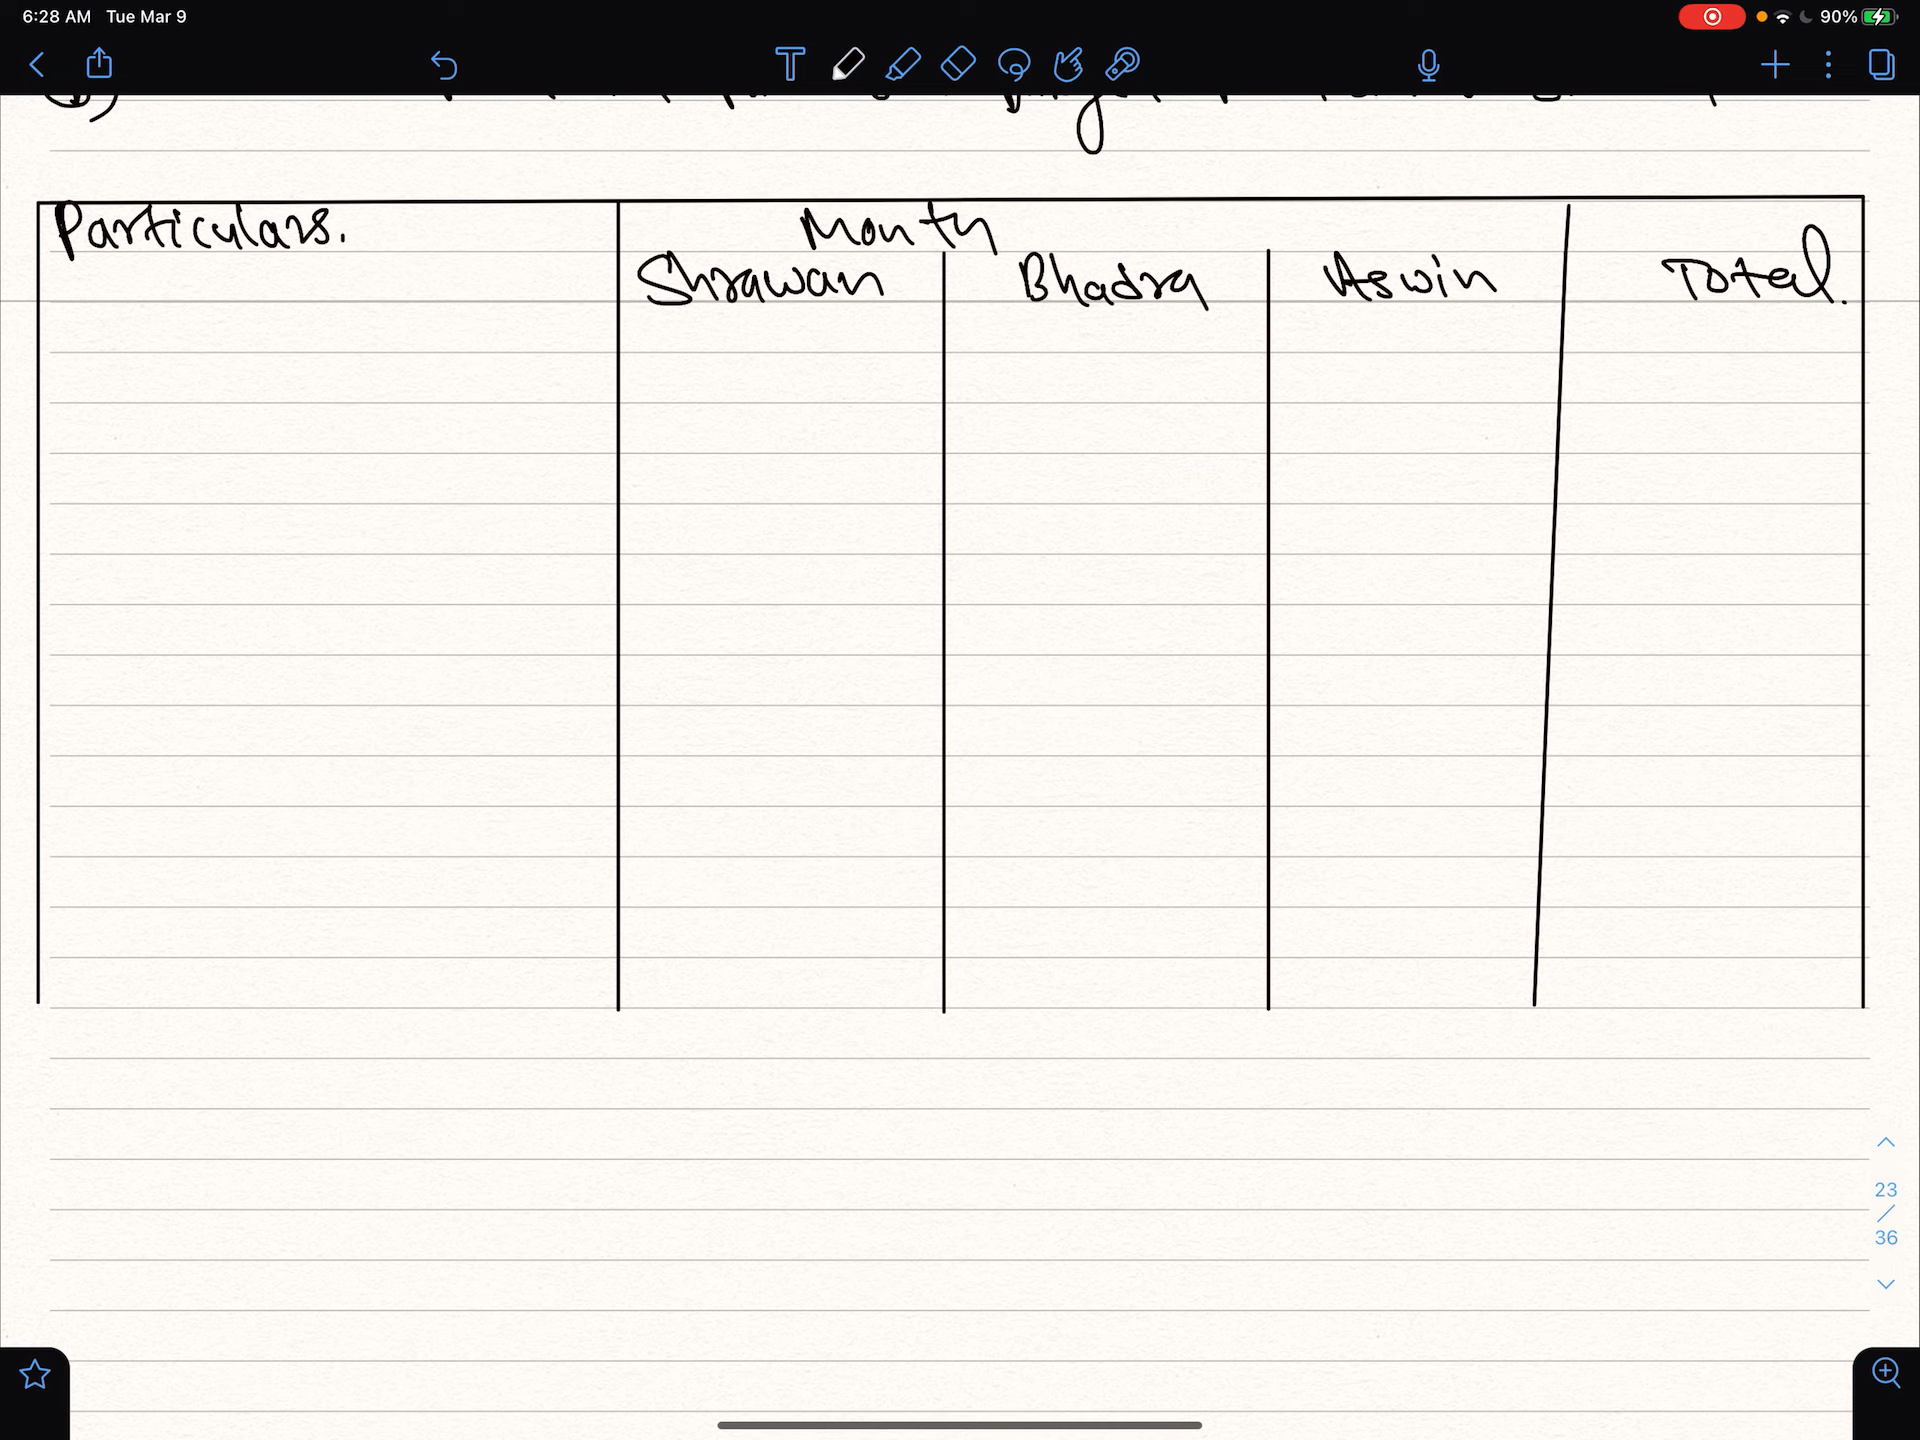 6:28 AM Tue Mar 9
90%
Particulars.
Month
Shrawan Bhadra Aswin Total.
23
/
36